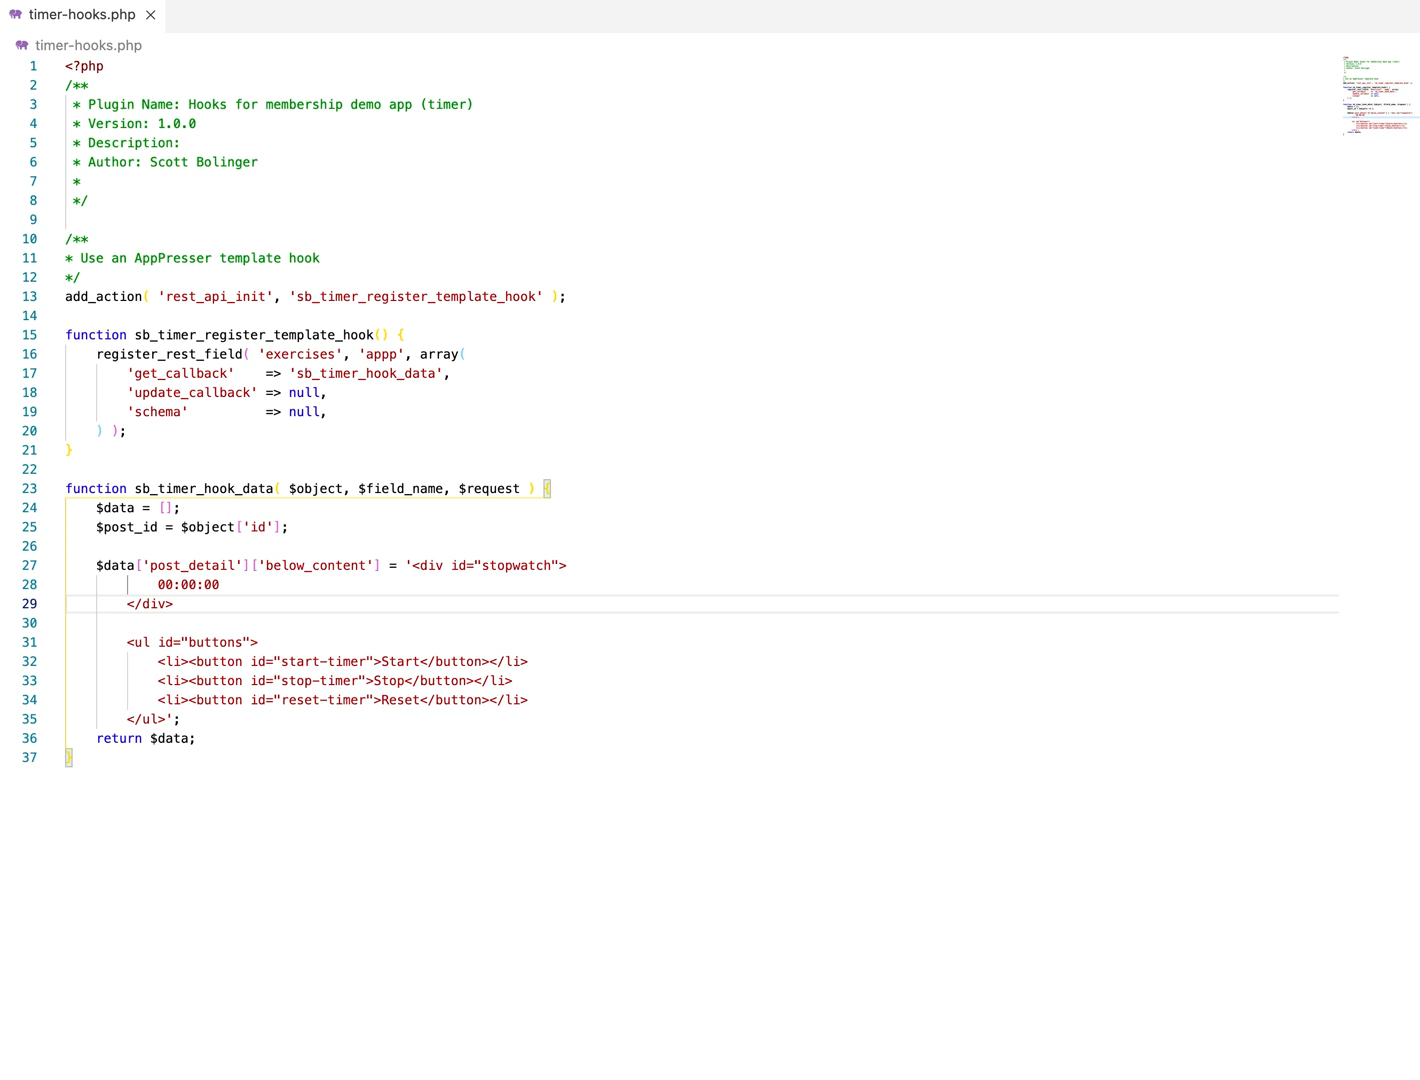 timer-hooks.php
timer-hooks.php
1 <?php
2 /**
3  * Plugin Name: Hooks for membership demo app (timer)
4  * Version: 1.0.0
5  * Description:
6  * Author: Scott Bolinger
7  *
8  */
9
10 /**
11 * Use an AppPresser template hook
12 */
13 add_action( 'rest_api_init', 'sb_timer_register_template_hook' );
14
15 function sb_timer_register_template_hook() {
16     register_rest_field( 'exercises', 'appp', array(
17         'get_callback'    => 'sb_timer_hook_data',
18         'update_callback' => null,
19         'schema'          => null,
20     ) );
21 }
22
23 function sb_timer_hook_data( $object, $field_name, $request ) {
24     $data = [];
25     $post_id = $object['id'];
26
27     $data['post_detail']['below_content'] = '<div id="stopwatch">
28             00:00:00
29         </div>
30
31         <ul id="buttons">
32             <li><button id="start-timer">Start</button></li>
33             <li><button id="stop-timer">Stop</button></li>
34             <li><button id="reset-timer">Reset</button></li>
35         </ul>';
36     return $data;
37 }